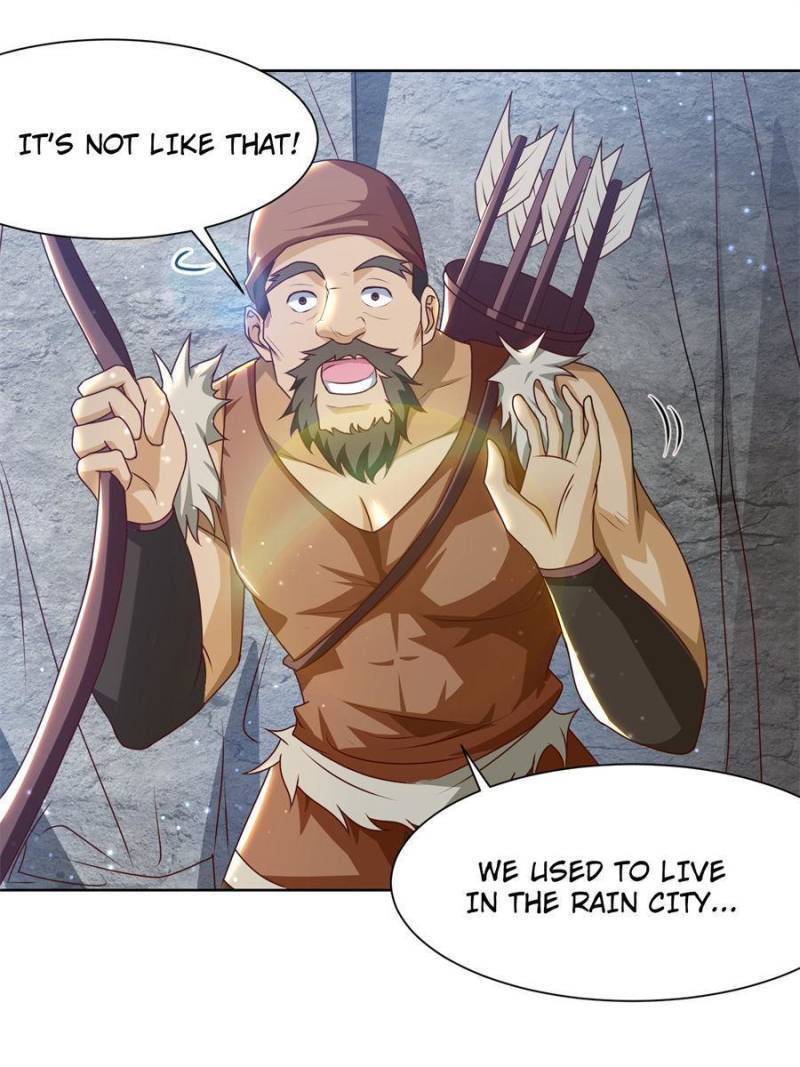 IT'S NOT LIKE THAT!
WE USED TO LIVE
IN THE RAIN CITY...